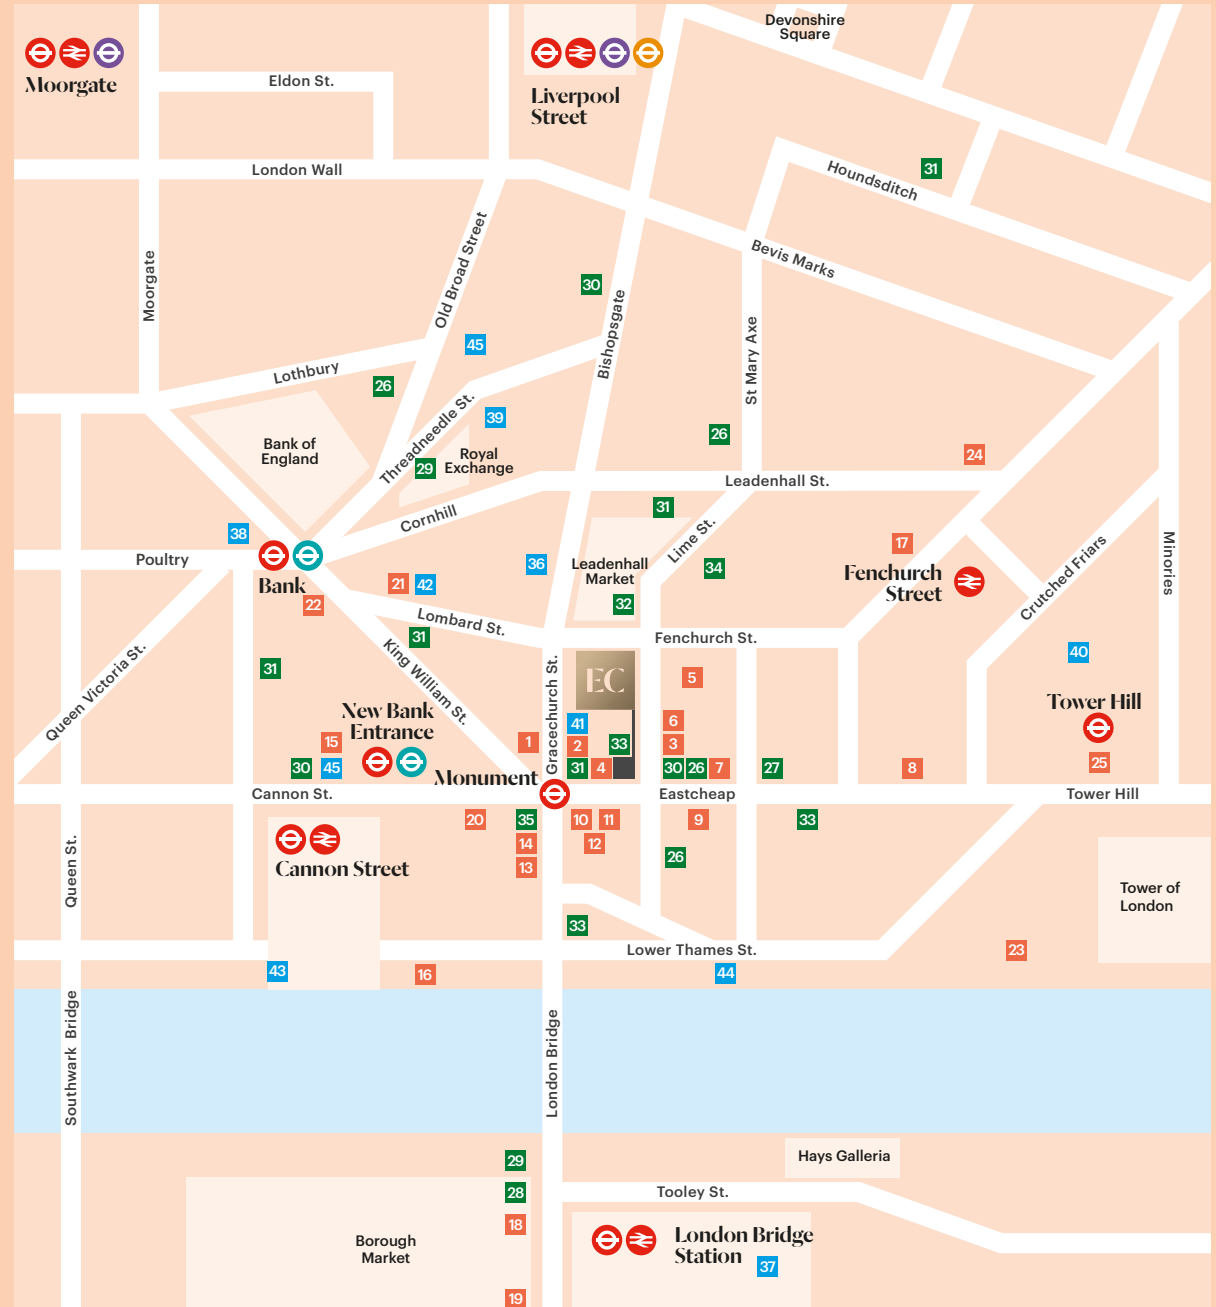 Devonshire
Square
Moorgate
Eldon St.
Liverpool
Street
London Wall
Houndsditch
31
Moorgate
Old Broad Street
Bevis Marks
30
Bishopsgate
St Mary Axe
45
Lothbury
26
Threadneedle St.
39
Bank of
England
29
Royal
Exchange
26
24
Leadenhall St.
Cornhill
31
Lime St.
38
Poultry
Bank
22
21
42
36
Leadenhall
Market
32
34
17
Fenchurch
Street
Crutched Friars
Minories
Lombard St.
31
King William St.
Fenchurch St.
Gracechurch St.
EC
5
40
31
Queen Victoria St.
New Bank
Entrance
Tower Hill
15
1
41
2
33
6
3
30
45
Monument
31
4
30
26
7
27
8
25
Cannon St.
Eastcheap
Tower Hill
20
35
10
11
9
33
14
12
13
26
Cannon Street
Queen St.
Tower of
London
33
Lower Thames St.
23
43
16
44
Southwark Bridge
London Bridge
29
Hays Galleria
28
Tooley St.
18
Borough
Market
London Bridge
Station
37
19